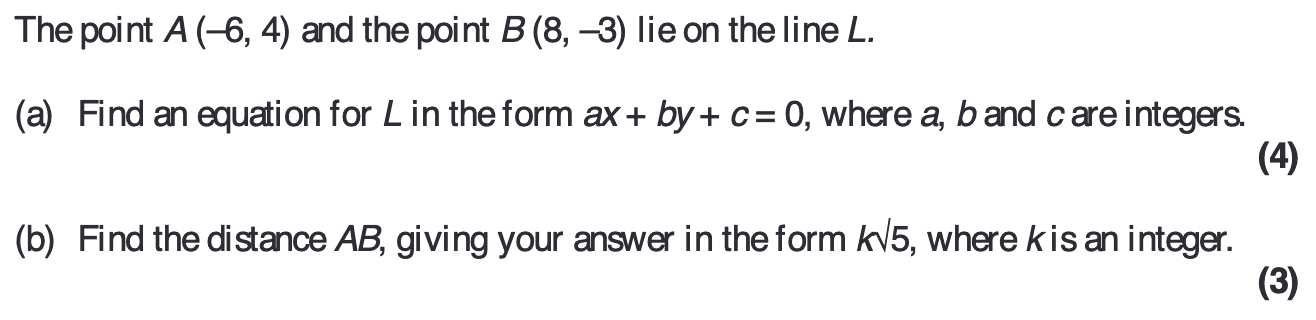 The point A (–6, 4) and the point B (8, –3) lie on the line L.
(a) Find an equation for L in the form ax + by + c = 0, where a, b and c are integers.
(4)
(b) Find the distance AB, giving your answer in the form k√5, where k is an integer.
(3)